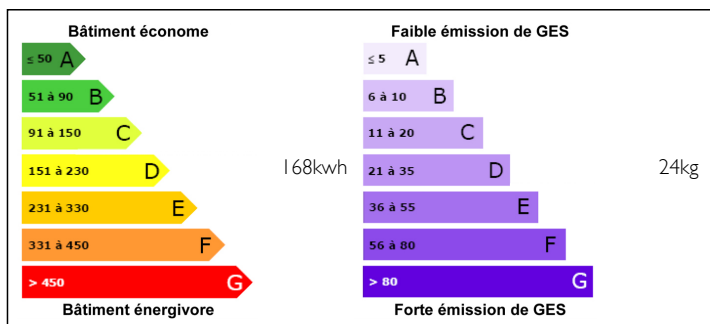 Bâtiment économe
≤ 50 A
51 à 90 B
91 à 150 C
151 à 230 D
231 à 330 E
331 à 450 F
> 450 G
Bâtiment énergivore
168kwh
Faible émission de GES
≤ 5 A
6 à 10 B
11 à 20 C
21 à 35 D
36 à 55 E
56 à 80 F
> 80 G
Forte émission de GES
24kg